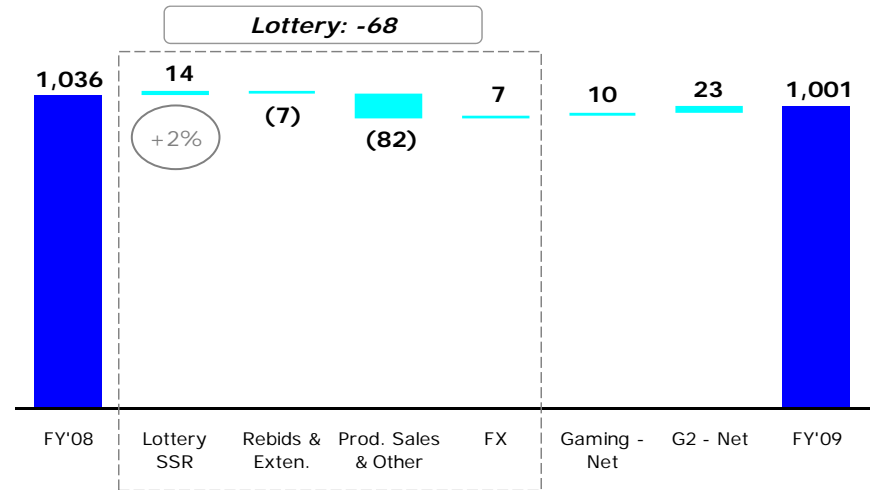 Lottery: -68
1,036
14
(7)
(82)
7
10
23
1,001
+2%
FY'08
Lottery
SSR
Rebids &
Exten.
Prod. Sales
& Other
FX
Gaming -
Net
G2 - Net
FY'09